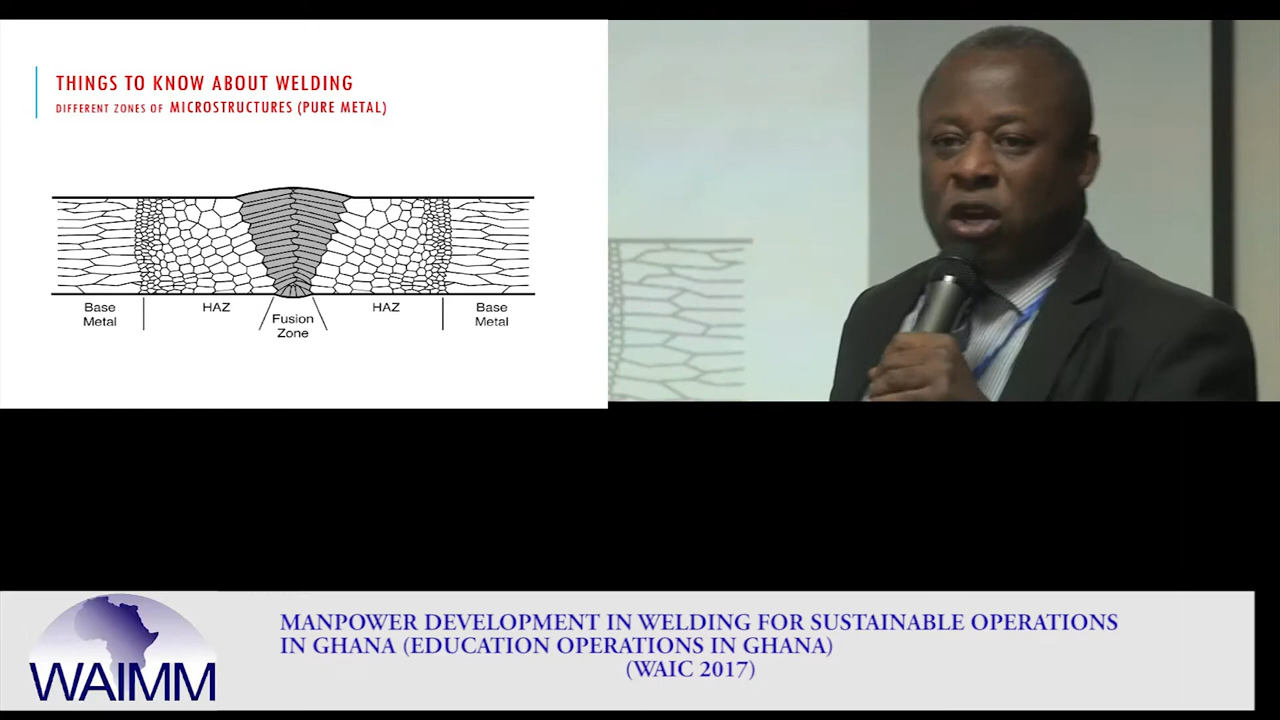 THINGS TO KNOW ABOUT WELDING
DIFFERENT ZONES OF MICROSTRUCTURES (PURE METAL)
Base Metal
HAZ
Fusion Zone
HAZ
Base Metal
WAIMM
MANPOWER DEVELOPMENT IN WELDING FOR SUSTAINABLE OPERATIONS
IN GHANA (EDUCATION OPERATIONS IN GHANA)
(WAIC 2017)